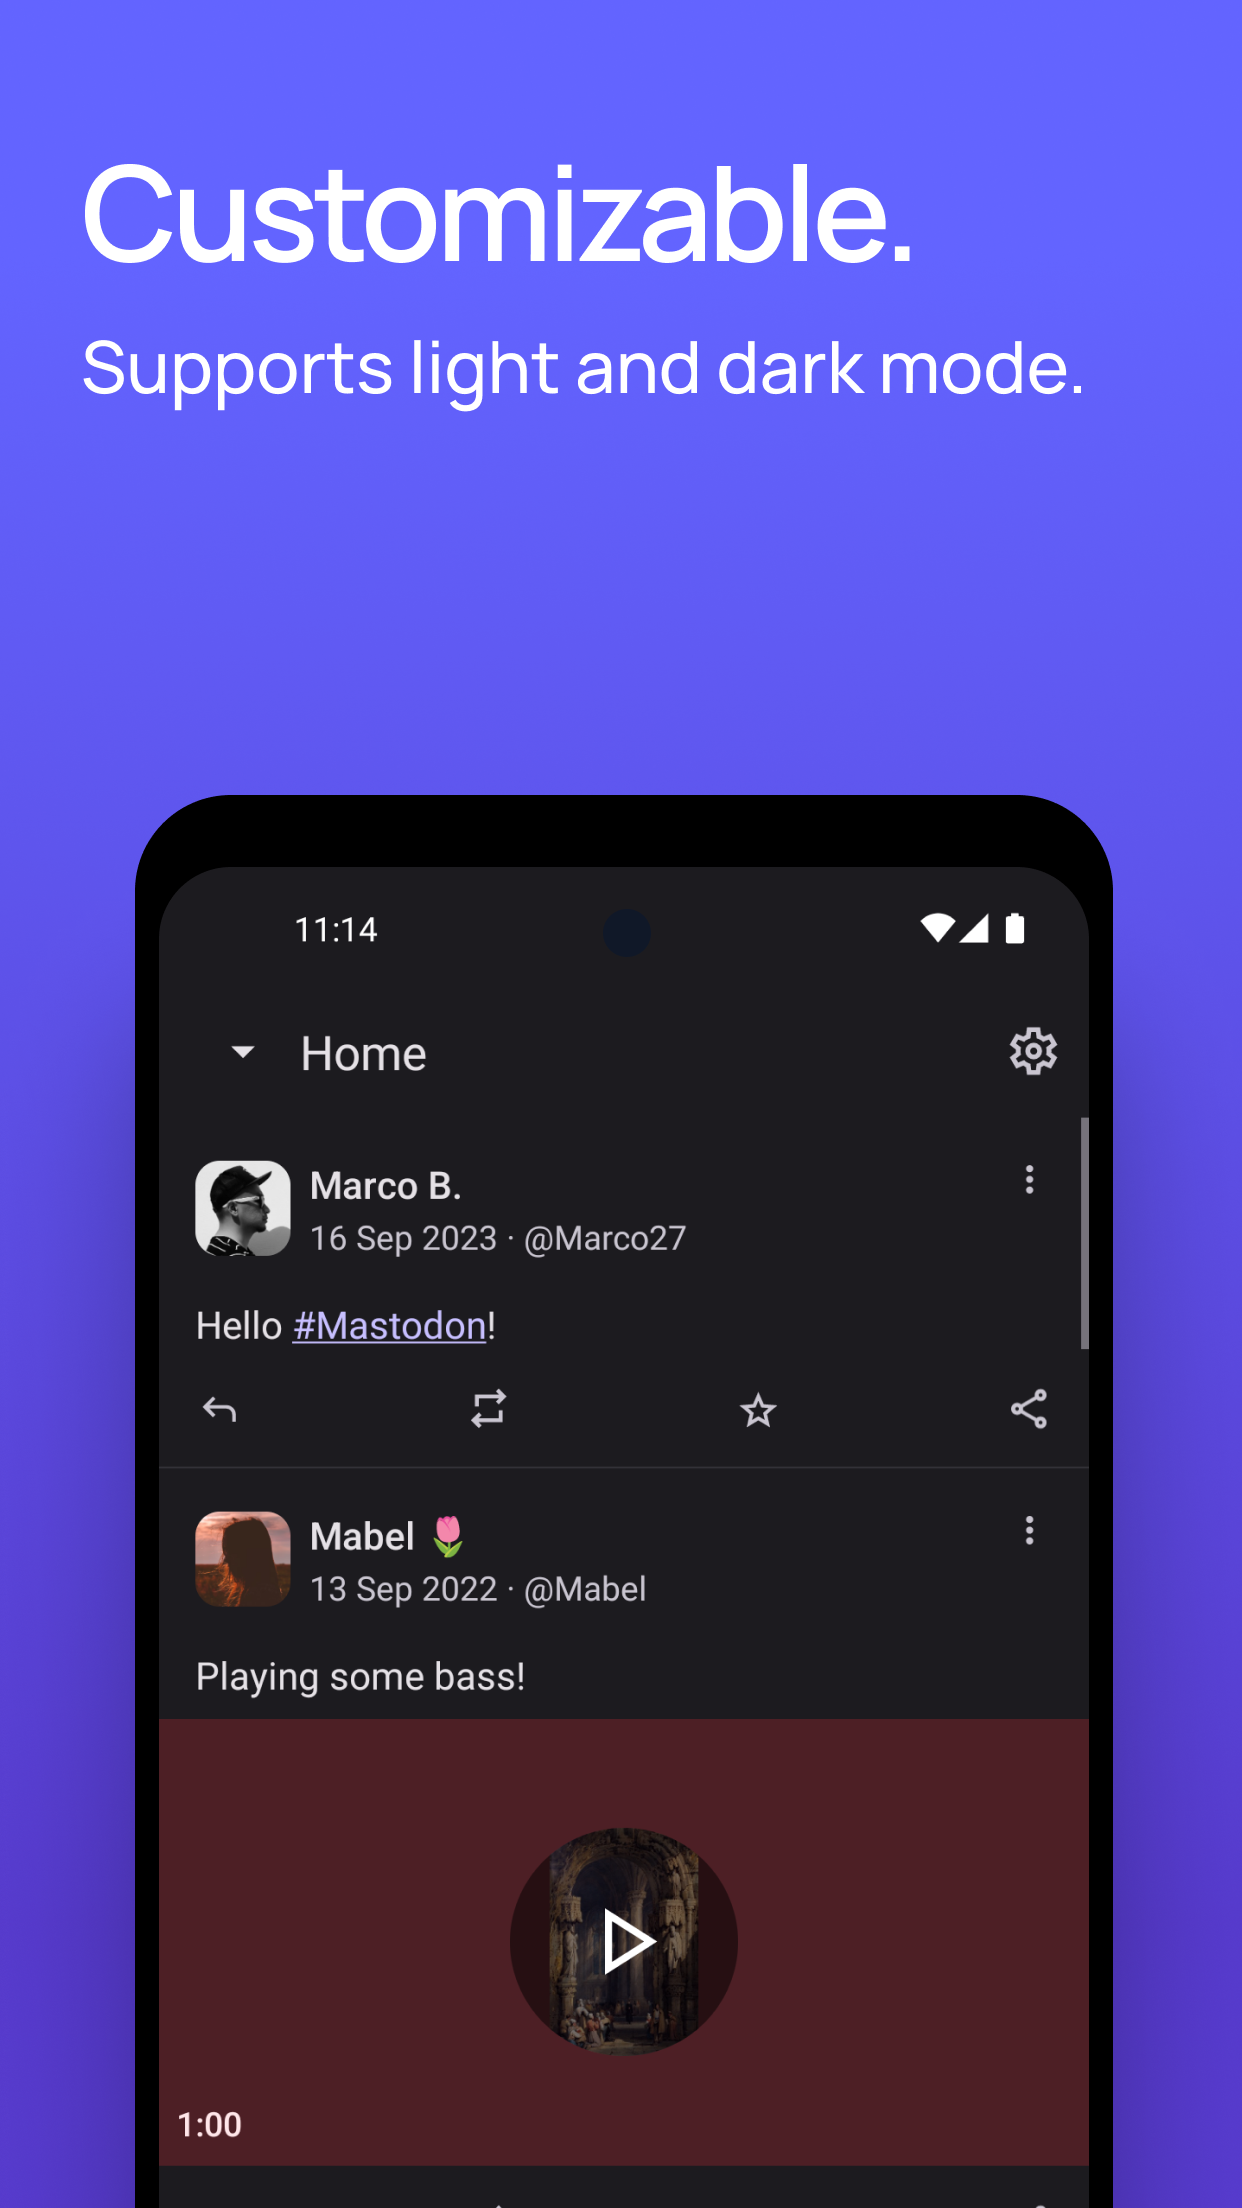 Customizable.
Supports light and dark mode.
11:14
Home
Marco B.
16 Sep 2023 · @Marco27
Hello #Mastodon!
Mabel 🌷
13 Sep 2022 · @Mabel
Playing some bass!
1:00